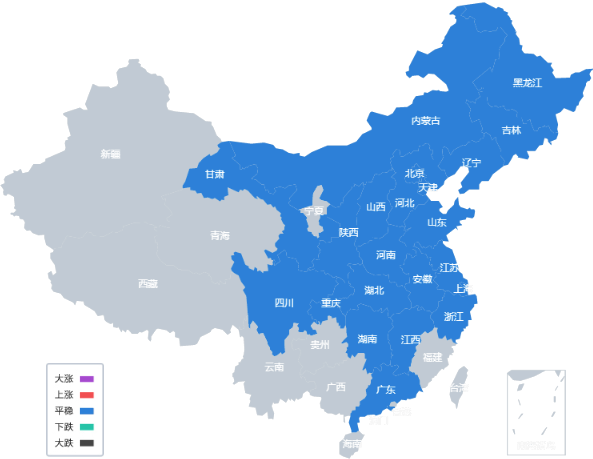 黑龙江
内蒙古
吉林
新疆
辽宁
甘肃
北京
天津
河北
山西
宁夏
山东
陕西
青海
河南
江苏
安徽
西藏
上海
湖北
四川
重庆
浙江
湖南
江西
贵州
福建
云南
广西
广东
台湾
海南
大涨
上涨
平稳
下跌
大跌